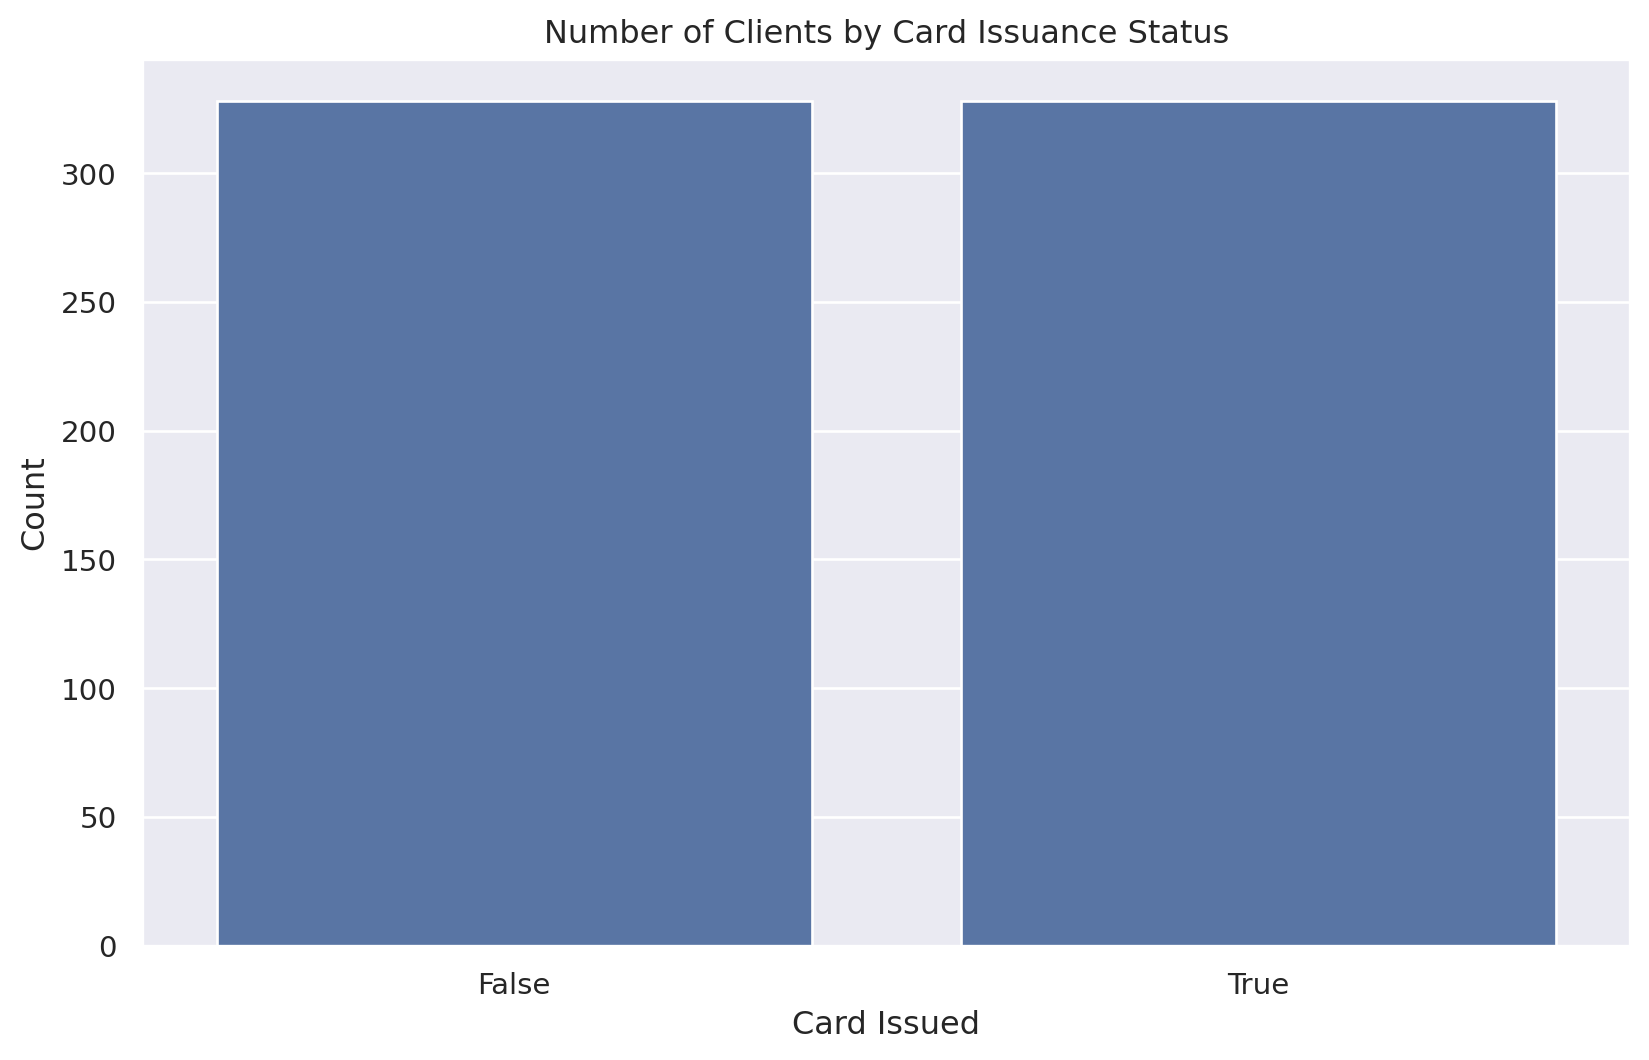 Number of Clients by Card Issuance Status
300
250
200
150
100
50
0
Count
False
True
Card Issued